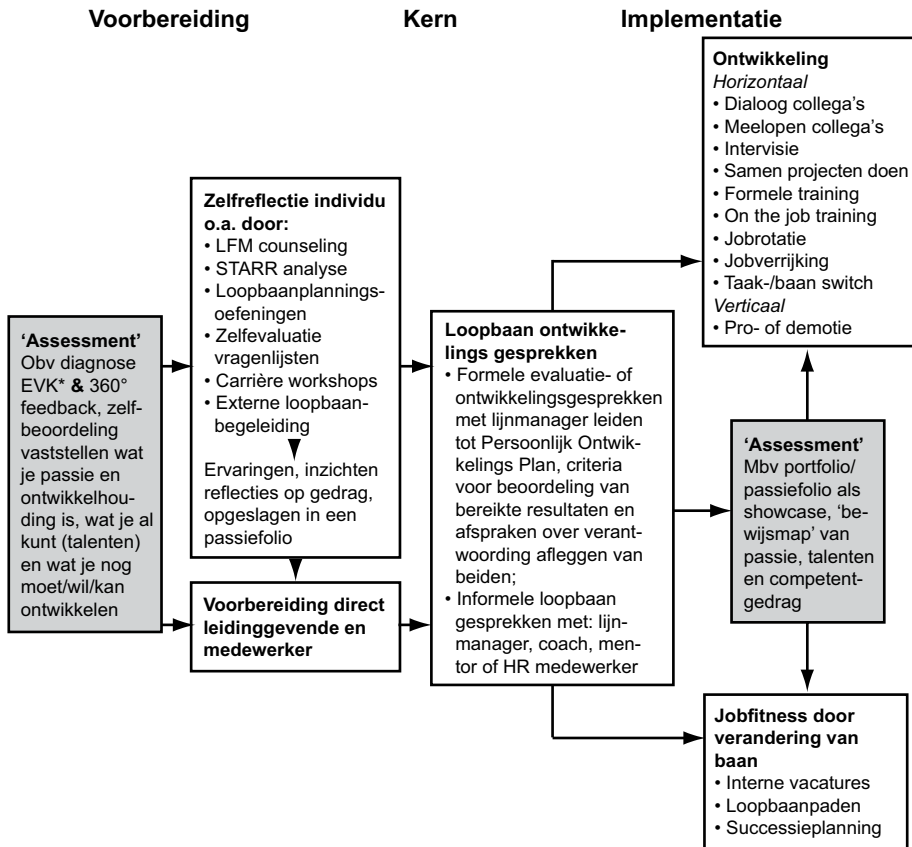 Voorbereiding
Kern
Implementatie
'Assessment'
Obv diagnose
EVK* & 360°
feedback, zelf-
beoordeling
vaststellen wat
je passie en
ontwikkelhou-
ding is, wat je al
kunt (talenten)
en wat je nog
moet/wil/kan
ontwikkelen
Zelfreflectie individu
o.a. door:
• LFM counseling
• STARR analyse
• Loopbaanplannings-
oefeningen
• Zelfevaluatie
vragenlijsten
• Carrière workshops
• Externe loopbaan-
begeleiding
Ervaringen, inzichten
reflecties op gedrag,
opgeslagen in een
passiefolio
Voorbereiding direct
leidinggevende en
medewerker
Loopbaan ontwikke-
lings gesprekken
• Formele evaluatie- of
ontwikkelingsgesprekken
met lijnmanager leiden
tot Persoonlijk Ontwik-
kelings Plan, criteria
voor beoordeling van
bereikte resultaten en
afspraken over verant-
woording afleggen van
beiden;
• Informele loopbaan
gesprekken met: lijn-
manager, coach, men-
tor of HR medewerker
Ontwikkeling
Horizontaal
• Dialoog collega's
• Meelopen collega's
• Intervisie
• Samen projecten doen
• Formele training
• On the job training
• Jobrotatie
• Jobverrijking
• Taak-/baan switch
Verticaal
• Pro- of demotie
'Assessment'
Mbv portfolio/
passiefolio als
showcase, 'be-
wijsmap' van
passie, talenten
en competent-
gedrag
Jobfitness door
verandering van
baan
• Interne vacatures
• Loopbaanpaden
• Successieplanning